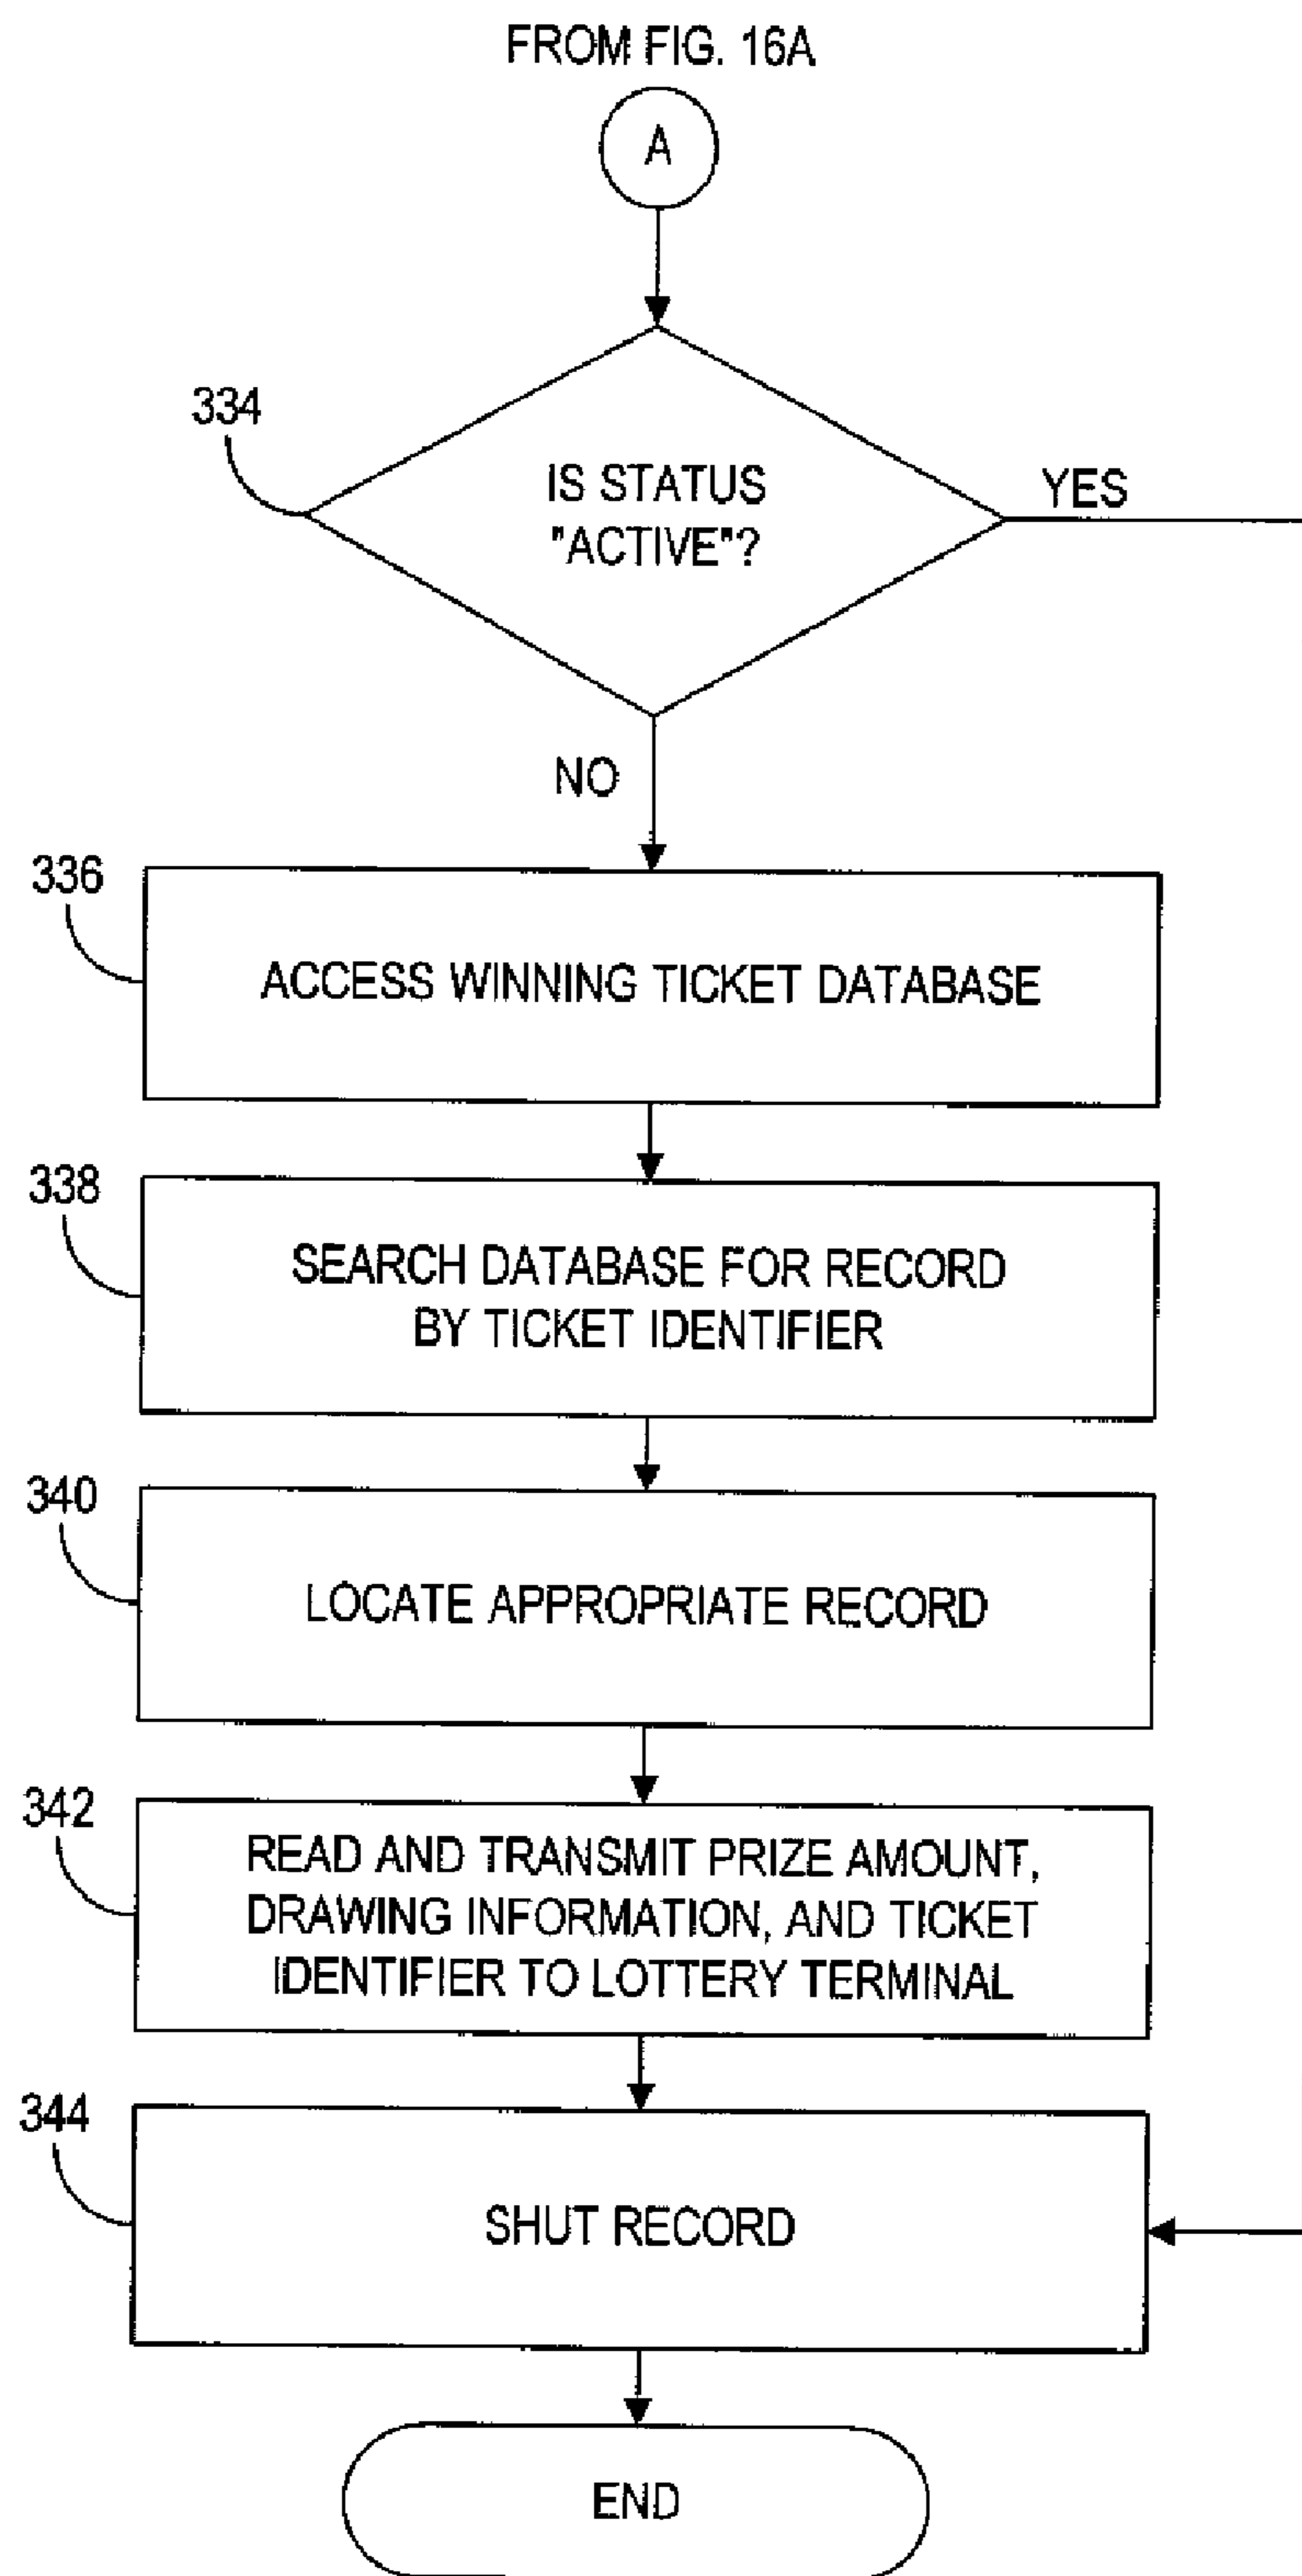 FROM FIG. 16A
A
334
IS STATUS
"ACTIVE"?
YES
NO
336
ACCESS WINNING TICKET DATABASE
338
SEARCH DATABASE FOR RECORD
BY TICKET IDENTIFIER
340
LOCATE APPROPRIATE RECORD
342
READ AND TRANSMIT PRIZE AMOUNT,
DRAWING INFORMATION, AND TICKET
IDENTIFIER TO LOTTERY TERMINAL
344
SHUT RECORD
END